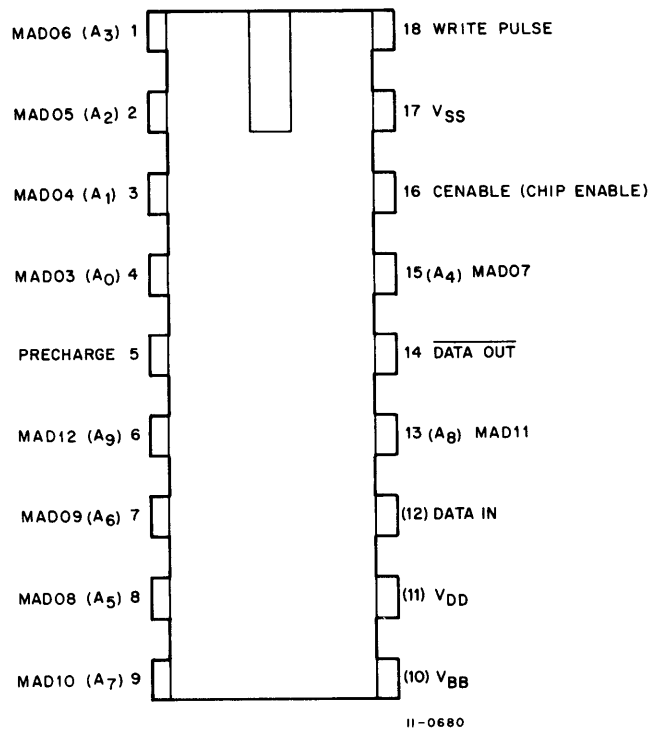 MAD06 (A3) 1
18 WRITE PULSE
MAD05 (A2) 2
17 VSS
MAD04 (A1) 3
16 CENABLE (CHIP ENABLE)
MAD03 (A0) 4
15 (A4) MAD07
PRECHARGE 5
14 DATA OUT
MAD12 (A9) 6
13 (A8) MAD11
MAD09 (A6) 7
(12) DATA IN
MAD08 (A5) 8
(11) VDD
MAD10 (A7) 9
(10) VBB
11-0680